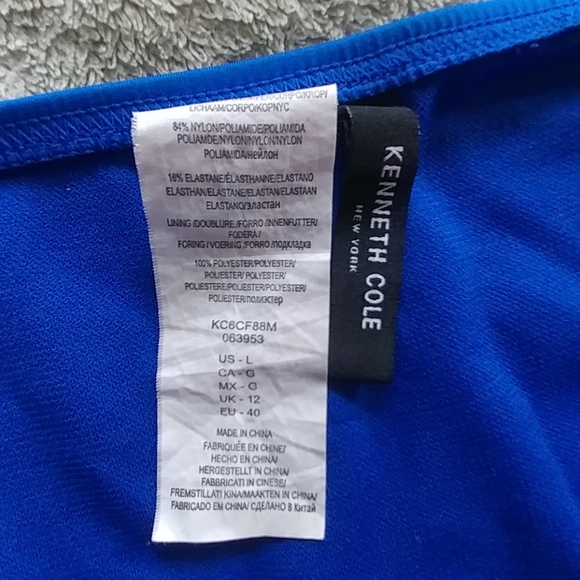 LICHAAM/CORPO/KOPNYC
84% NYLON/POLIAMIDE/POLIAMIDA
POLIAMIDE/NYLON/NYLON/NYLON
POLIAMIDA/нейлон
16% ELASTANE/ÉLASTHANNE/ELASTANO
ELASTHAN/ELASTANE/ELASTAN/ELASTAAN
ELASTANO/эластан
LINING /DOUBLURE /FORRO /INNENFUTTER/
FODERA /
FORING / VOERING /FORRO /подкладка
100% POLYESTER/POLYESTER/
POLIESTER/ POLYESTER/
POLIESTERE/POLYESTER/POLYESTER/
POLIESTER/полиэстер
KC6CF88M
063953
US - L
CA - G
MX - G
UK - 12
EU - 40
MADE IN CHINA
FABRIQUÉE EN CHINE/
HECHO EN CHINA/
HERGESTELLT IN CHINA/
FABBRICATI IN CINESE/
FREMSTILLATI KINA/MAAKTEN IN CHINA/
FABRICADO EM CHINA/ СДЕЛАНО В Китай
KENNETH COLE
NEW YORK